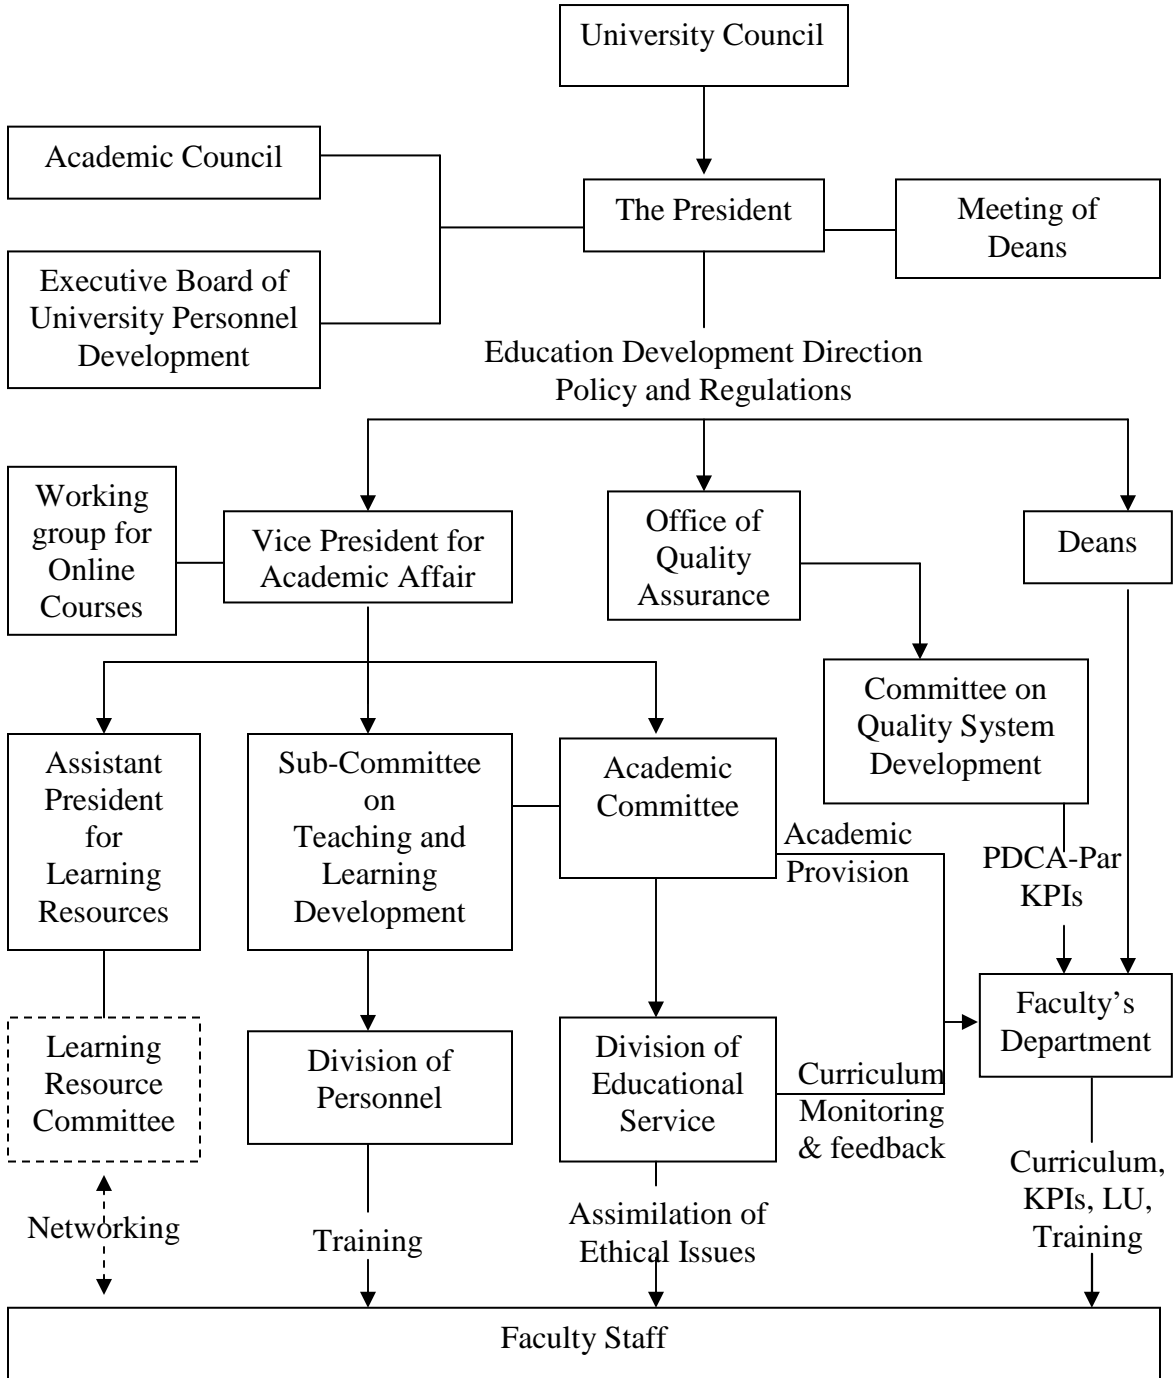 University Council
Academic Council
The President
Meeting of
Deans
Executive Board of
University Personnel
Development
Education Development Direction
Policy and Regulations
Working
group for
Online
Courses
Vice President for
Academic Affair
Office of
Quality
Assurance
Deans
Committee on
Quality System
Development
Assistant
President
for
Learning
Resources
Sub-Committee
on
Teaching and
Learning
Development
Academic
Committee
Academic
Provision
PDCA-Par
KPIs
Faculty’s
Department
Learning
Resource
Committee
Division of
Personnel
Division of
Educational
Service
Curriculum
Monitoring
& feedback
Networking
Training
Assimilation of
Ethical Issues
Curriculum,
KPIs, LU,
Training
Faculty Staff